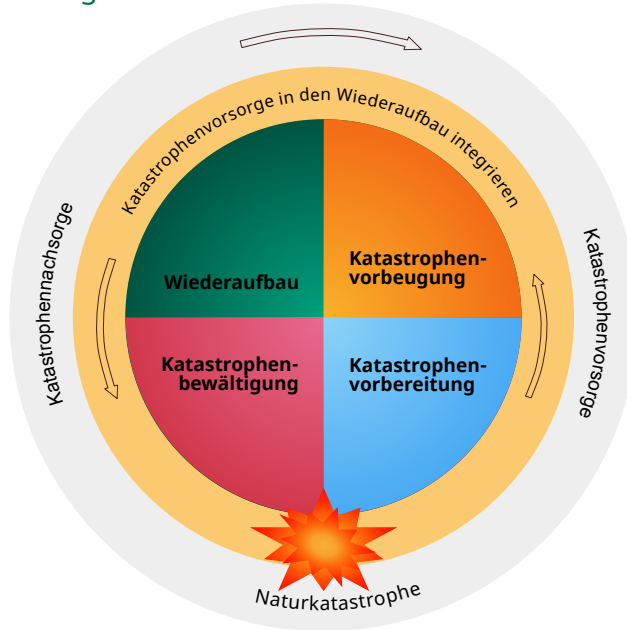 Katastrophenvorsorge in den Wiederaufbau integrieren
Katastrophennachsorge
Katastrophenvorsorge
Wiederaufbau
Katastrophen-
vorbeugung
Katastrophen-
bewältigung
Katastrophen-
vorbereitung
Naturkatastrophe